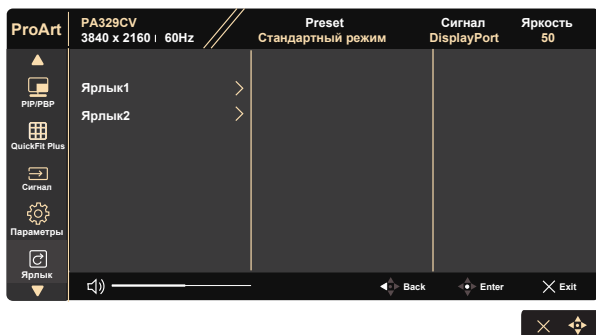 ProArt
PA329CV
3840 x 2160 60Hz
Preset
Стандартный режим
Сигнал
DisplayPort
Яркость
50
PIP/PBP
QuickFit Plus
Сигнал
Параметры
Ярлык
Ярлык1
Ярлык2
Back
Enter
Exit